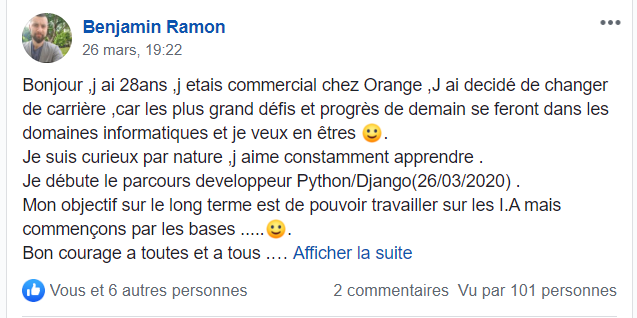 Benjamin Ramon
26 mars, 19:22
Bonjour ,j ai 28ans ,j etais commercial chez Orange ,J ai decidé de changer
de carrière ,car les plus grand défis et progrès de demain se feront dans les
domaines informatiques et je veux en êtres 🙂.
Je suis curieux par nature ,j aime constamment apprendre .
Je débute le parcours developpeur Python/Django(26/03/2020) .
Mon objectif sur le long terme est de pouvoir travailler sur les I.A mais
commençons par les bases .....🙂.
Bon courage a toutes et a tous .... Afficher la suite
Vous et 6 autres personnes 2 commentaires Vu par 101 personnes